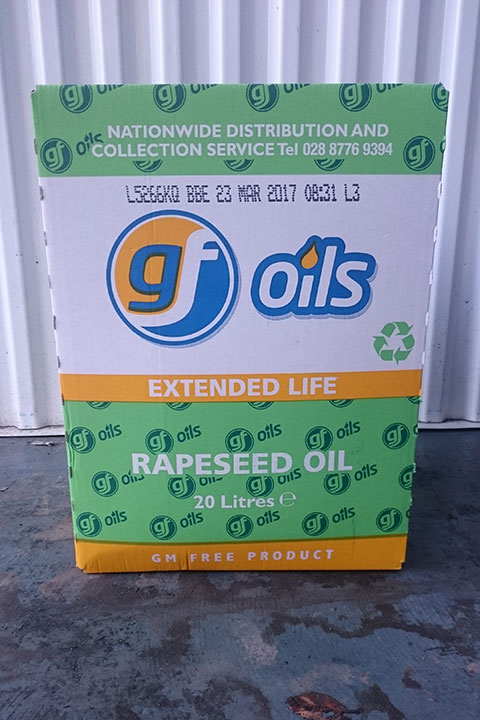 NATIONWIDE DISTRIBUTION AND
COLLECTION SERVICE Tel 028 8776 9394
L5266KQ BBE 23 MAR 2017 08:31 L3
gf oils
EXTENDED LIFE
RAPESEED OIL
20 Litres e
GM FREE PRODUCT